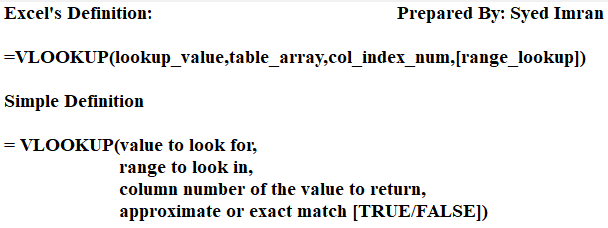 Excel's Definition: Prepared By: Syed Imran
=VLOOKUP(lookup_value,table_array,col_index_num,[range_lookup])
Simple Definition
= VLOOKUP(value to look for,
range to look in,
column number of the value to return,
approximate or exact match [TRUE/FALSE])